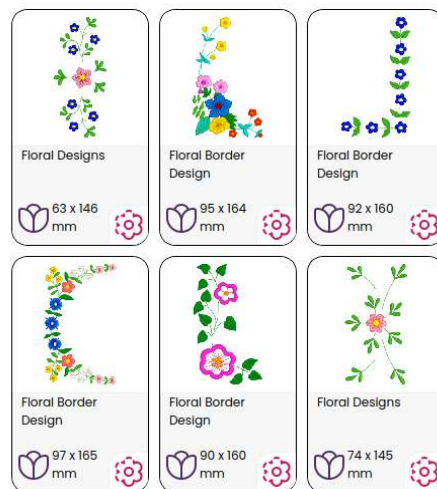 Floral Designs
63 x 146
mm
Floral Border
Design
95 x 164
mm
Floral Border
Design
92 x 160
mm
Floral Border
Design
97 x 165
mm
Floral Border
Design
90 x 160
mm
Floral Designs
74 x 145
mm